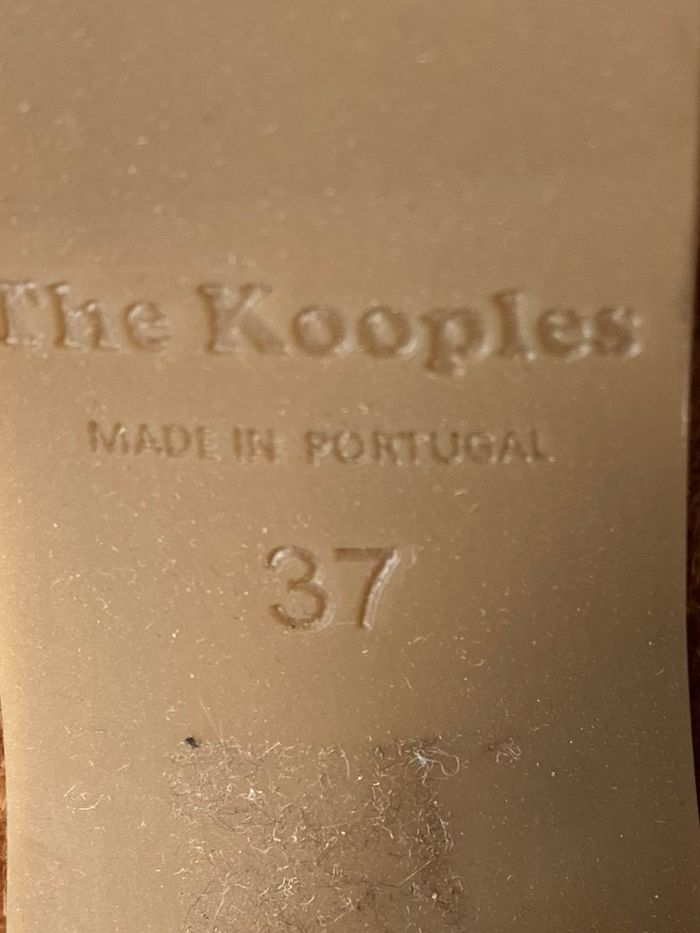 The Kooples
MADE IN PORTUGAL
37